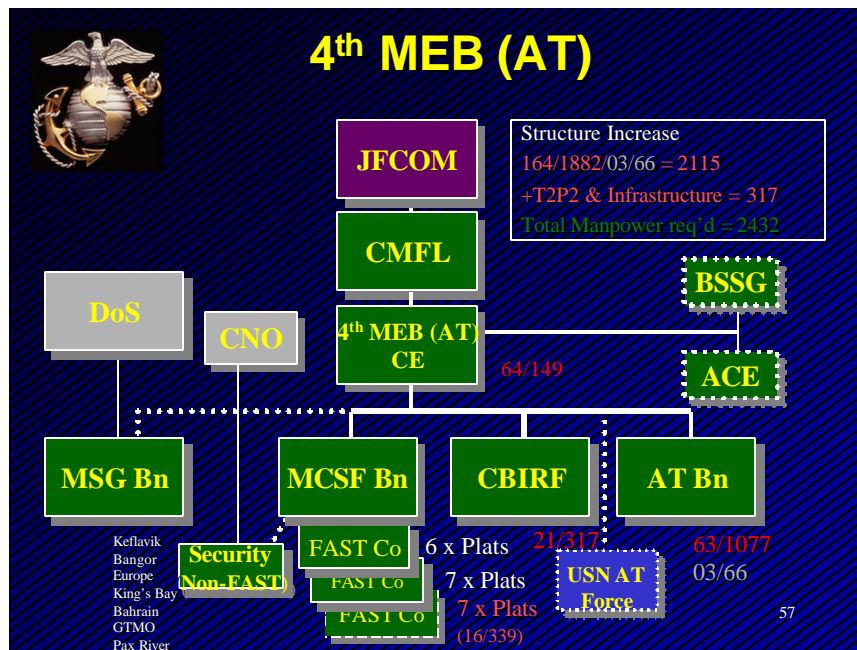 4th MEB (AT)
JFCOM
Structure Increase
164/1882/03/66 = 2115
+T2P2 & Infrastructure = 317
Total Manpower req'd = 2432
CMFL
BSSG
DoS
CNO
4th MEB (AT)
CE
64/149
ACE
MSG Bn
MCSF Bn
CBIRF
AT Bn
Keflavik
Bangor
Europe
King's Bay
Bahrain
GTMO
Pax River
Security
(Non-FAST)
FAST Co
6 x Plats
FAST Co
7 x Plats
FAST Co
7 x Plats
(16/339)
21/317
USN AT
Force
63/1077
03/66
57